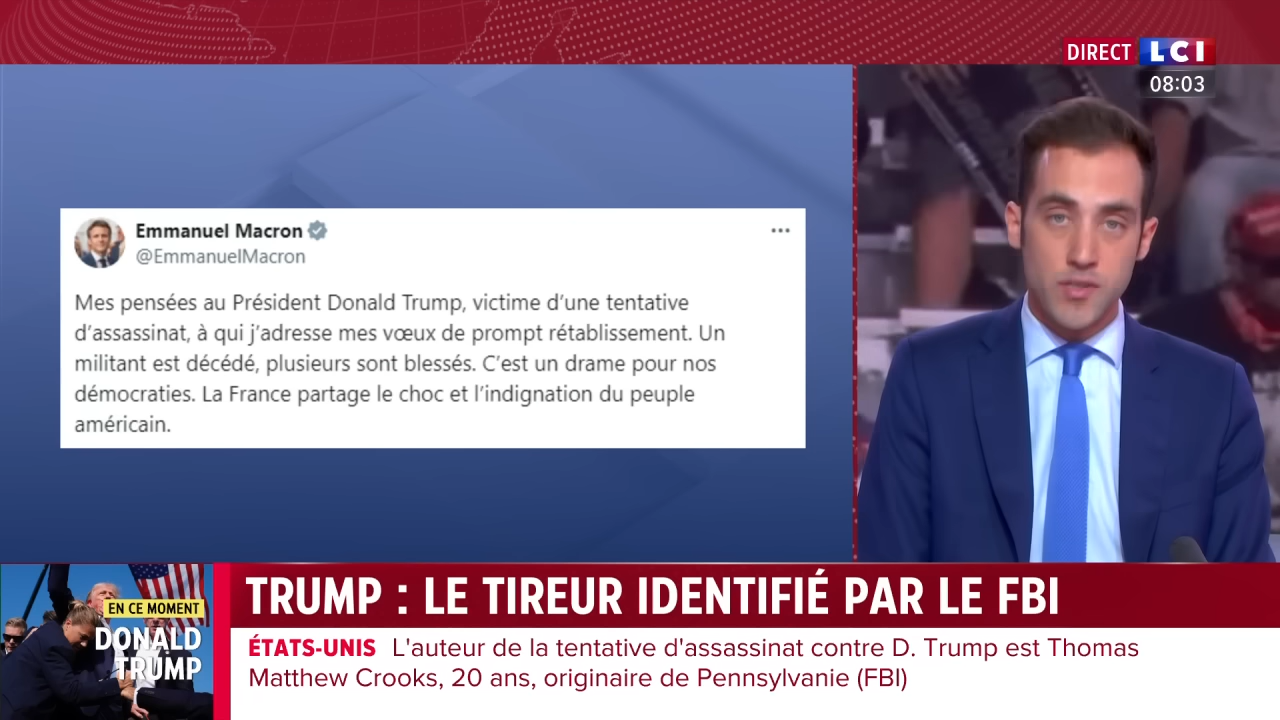 DIRECT LCI
08:03
Emmanuel Macron
@EmmanuelMacron
Mes pensées au Président Donald Trump, victime d’une tentative
d’assassinat, à qui j’adresse mes vœux de prompt rétablissement. Un
militant est décédé, plusieurs sont blessés. C’est un drame pour nos
démocraties. La France partage le choc et l’indignation du peuple
américain.
EN CE MOMENT
DONALD
TRUMP
TRUMP : LE TIREUR IDENTIFIÉ PAR LE FBI
ÉTATS-UNIS L'auteur de la tentative d'assassinat contre D. Trump est Thomas
Matthew Crooks, 20 ans, originaire de Pennsylvanie (FBI)